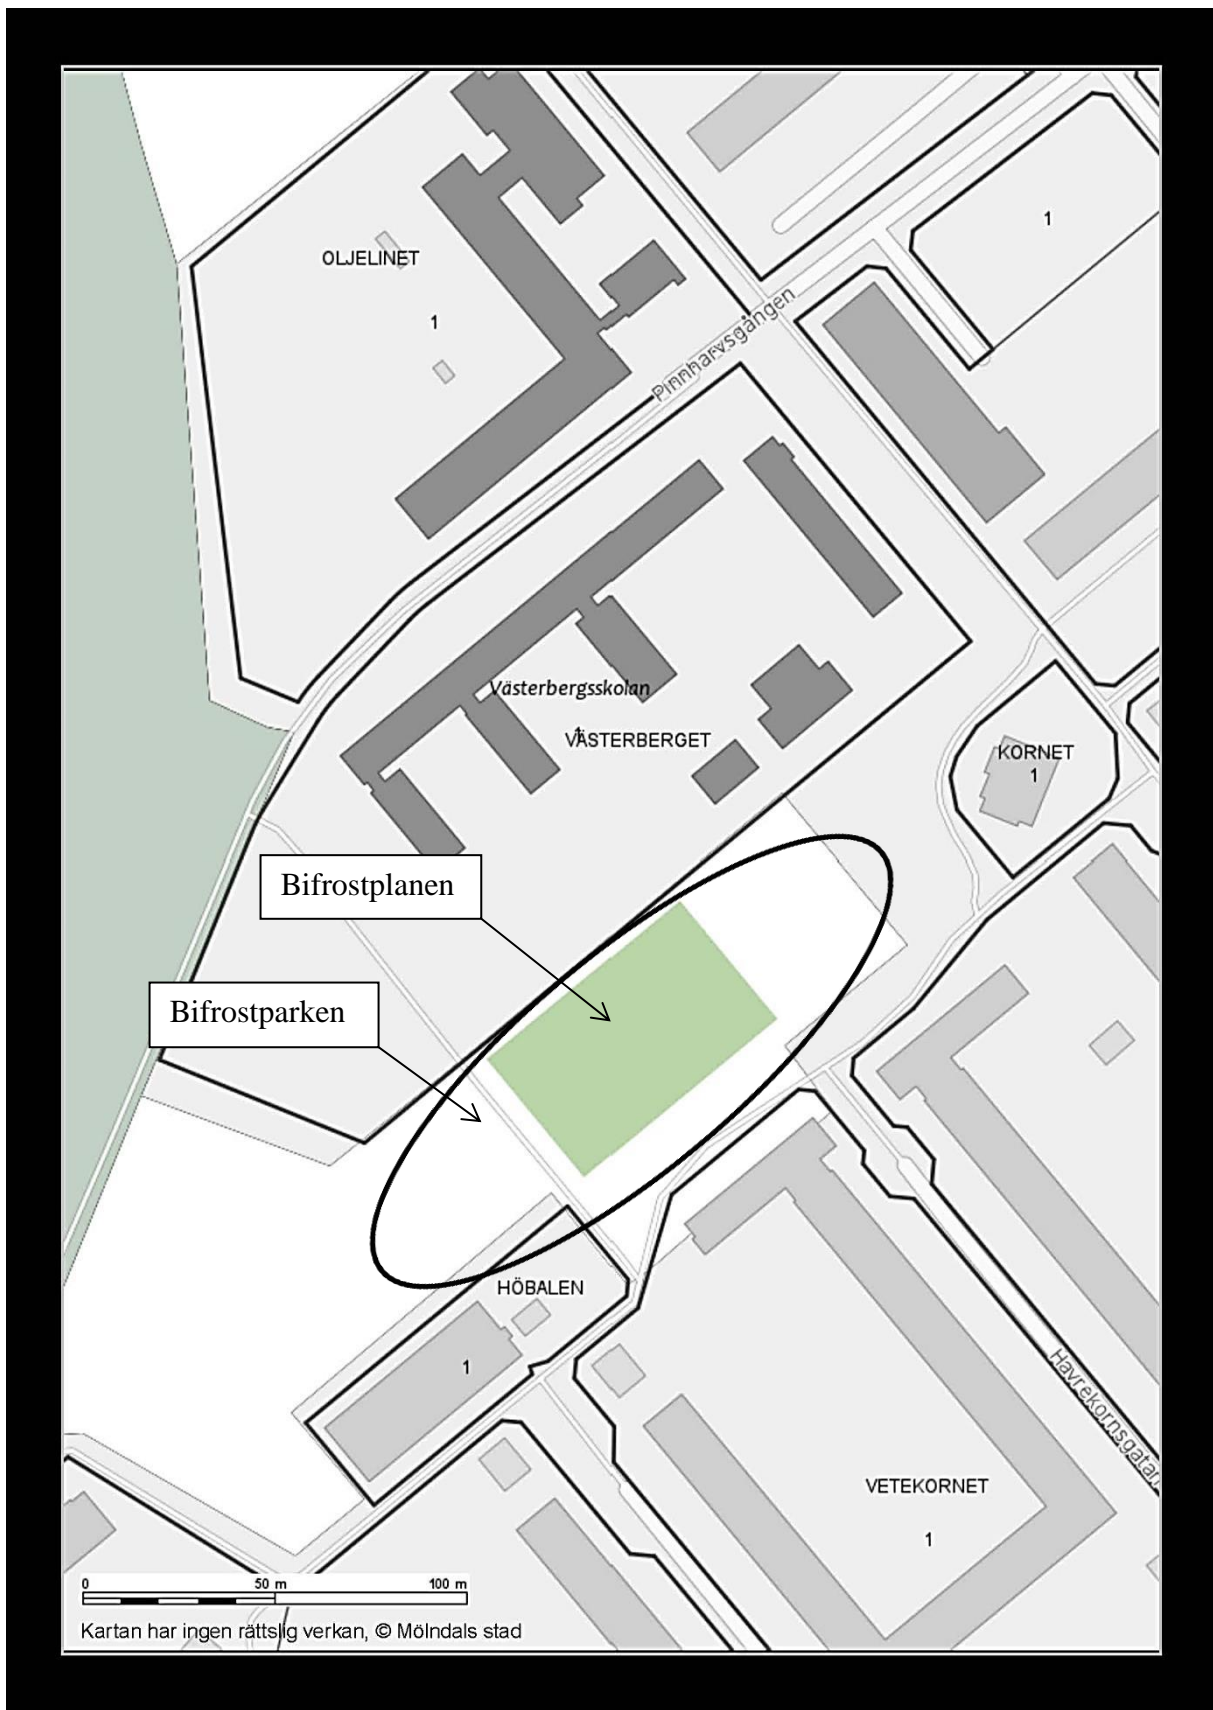 1
OLJELINET
1
Pinnharvsgången
Västerbergsskolan
1
VÄSTERBERGET
KORNET
1
Bifrostplanen
Bifrostparken
HÖBALEN
1
Havrekornsgatan
VETEKORNET
1
0 50 m 100 m
Kartan har ingen rättslig verkan, © Mölndals stad